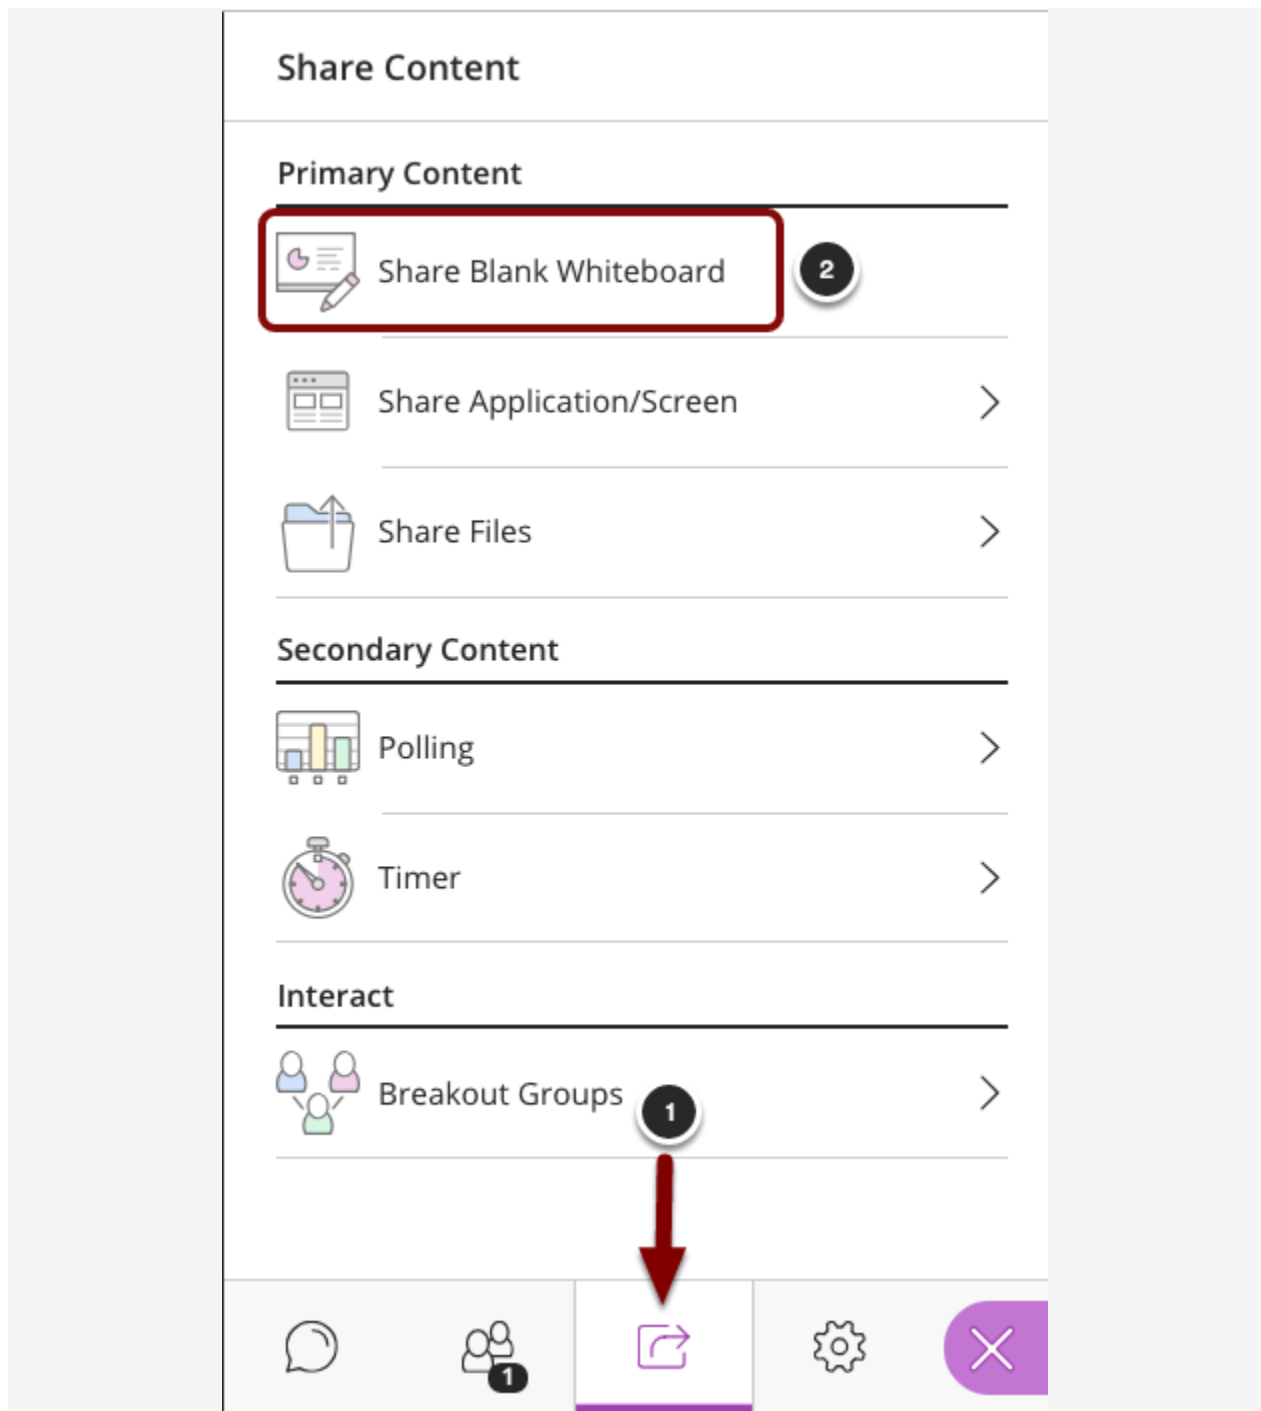 Share Content
Primary Content
Share Blank Whiteboard
2
Share Application/Screen
Share Files
Secondary Content
Polling
Timer
Interact
Breakout Groups
1
1